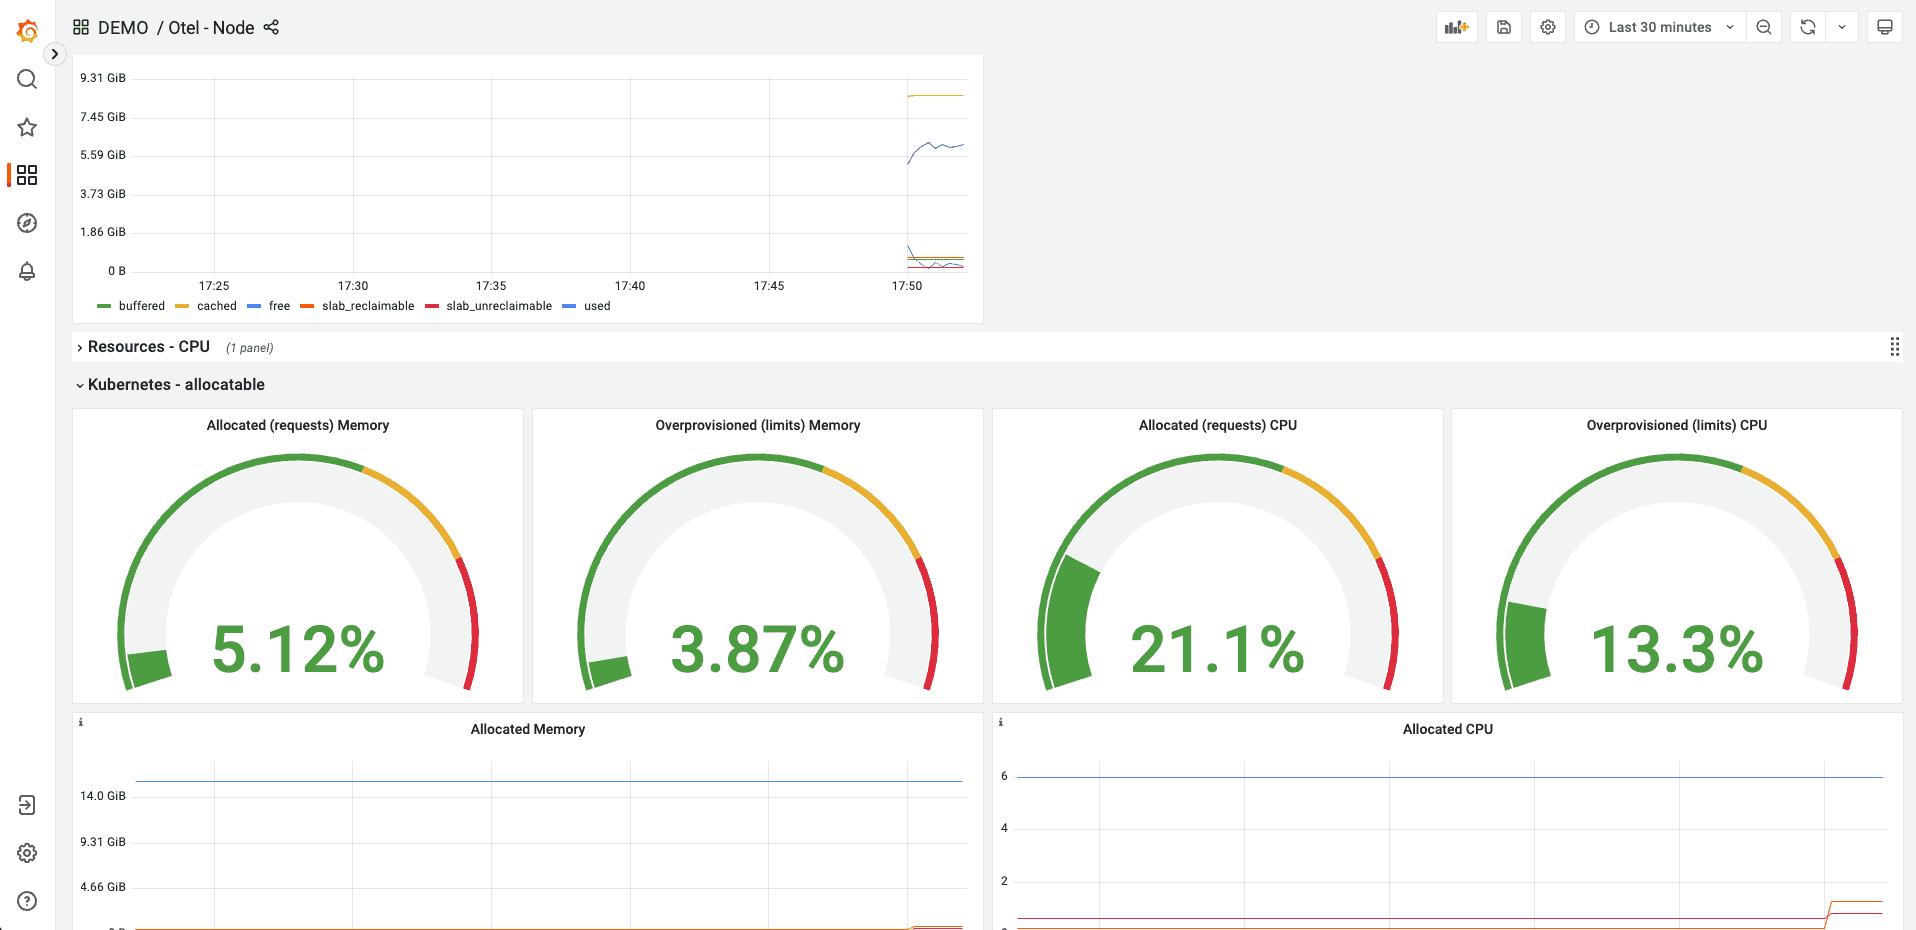 DEMO / Otel - Node
Last 30 minutes
9.31 GiB
7.45 GiB
5.59 GiB
3.73 GiB
1.86 GiB
0 B
17:25 17:30 17:35 17:40 17:45 17:50
buffered cached free slab_reclaimable slab_unreclaimable used
Resources - CPU (1 panel)
Kubernetes - allocatable
Allocated (requests) Memory
5.12%
Overprovisioned (limits) Memory
3.87%
Allocated (requests) CPU
21.1%
Overprovisioned (limits) CPU
13.3%
i
Allocated Memory
14.0 GiB
9.31 GiB
4.66 GiB
i
Allocated CPU
6
4
2